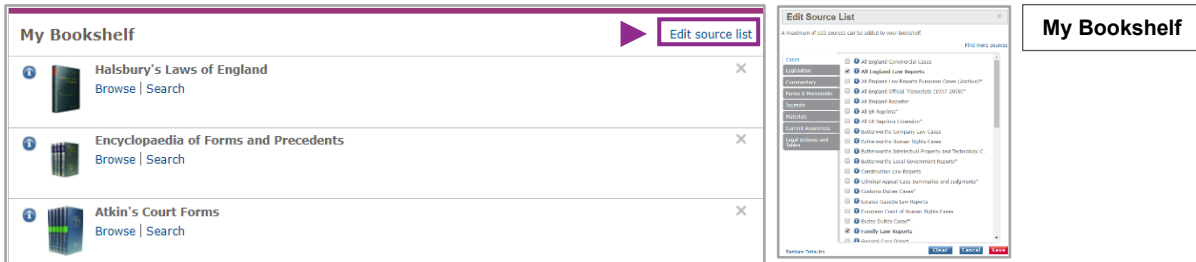 My Bookshelf
Edit source list
Halsbury's Laws of England
Browse | Search
Encyclopaedia of Forms and Precedents
Browse | Search
Atkin's Court Forms
Browse | Search
Edit Source List
A maximum of 105 sources can be added to your bookshelf.
Find more sources
Cases
Legislation
Commentary
Forms & Precedents
Journals
Materials
Current Awareness
Legal Indexes and
Tables
All England Commercial Cases
All England Law Reports
All England Law Reports European Cases (Archive)*
All England Official Transcripts (1997-2008)*
All England Reporter
All ER Reprints*
All ER Reprints Extension*
Butterworths Company Law Cases
Butterworths Human Rights Cases
Butterworths Intellectual Property and Technology C..
Butterworths Local Government Reports*
Construction Law Reports
Criminal Appeal Case Summaries and Judgments*
Customs Duties Cases*
Estates Gazette Law Reports
European Court of Human Rights Cases
Excise Duties Cases*
Family Law Reports
General Case Digest
Restore Defaults
Clear
Cancel
Save
My Bookshelf